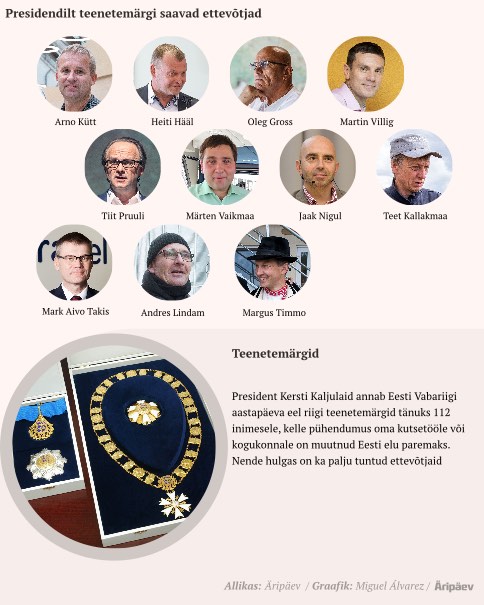 Presidendilt teenetemärgi saavad ettevõtjad
Arno Kütt
Heiti Hääl
Oleg Gross
Martin Villig
Tiit Pruuli
Märten Vaikmaa
Jaak Nigul
Teet Kallakmaa
Mark Aivo Takis
Andres Lindam
Margus Timmo
Teenetemärgid
President Kersti Kaljulaid annab Eesti Vabariigi
aastapäeva eel riigi teenetemärgid tänuks 112
inimesele, kelle pühendumus oma kutsetööle või
kogukonnale on muutnud Eesti elu paremaks.
Nende hulgas on ka palju tuntud ettevõtjaid
Allikas: Äripäev / Graafik: Miguel Álvarez / Äripäev